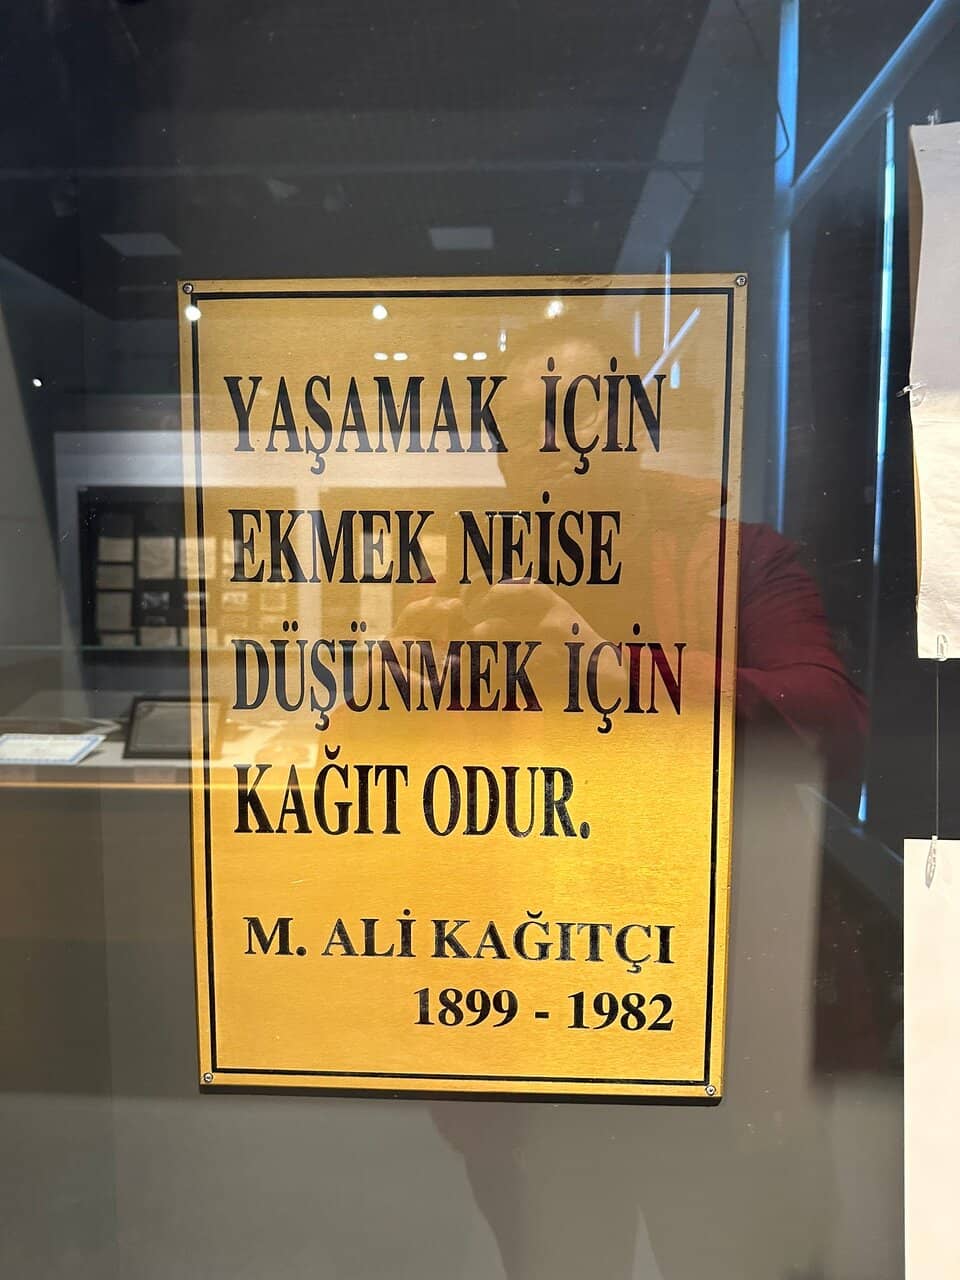 YAŞAMAK İÇİN
EKMEK NEİSE
DÜŞÜNMEK İÇİN
KAĞIT ODUR.
M. ALİ KAĞITÇI
1899 - 1982